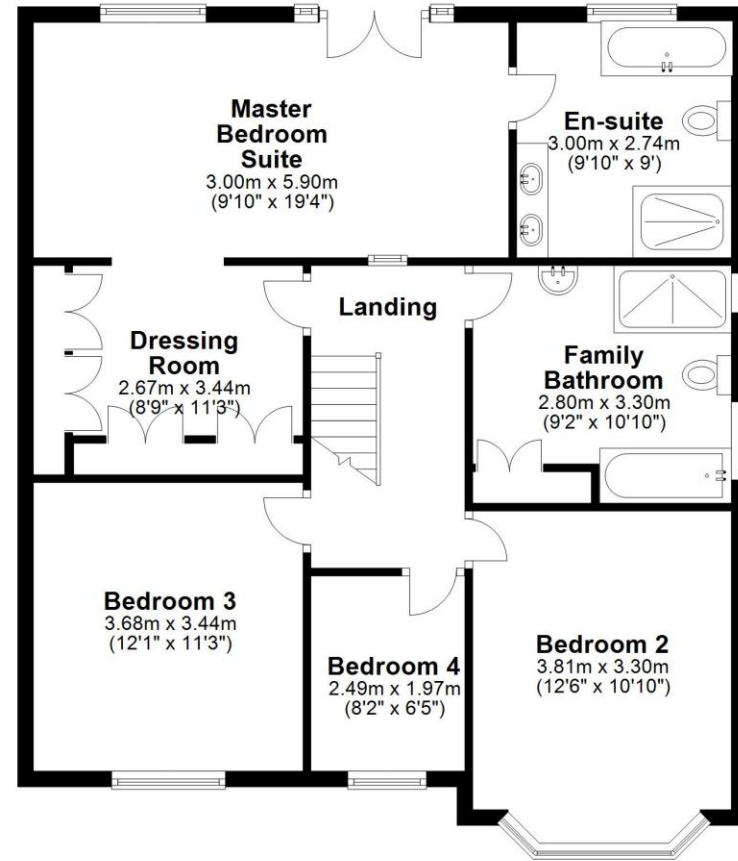 Master
Bedroom
Suite
3.00m x 5.90m
(9'10" x 19'4")
En-suite
3.00m x 2.74m
(9'10" x 9')
Landing
Dressing
Room
2.67m x 3.44m
(8'9" x 11'3")
Family
Bathroom
2.80m x 3.30m
(9'2" x 10'10")
Bedroom 3
3.68m x 3.44m
(12'1" x 11'3")
Bedroom 4
2.49m x 1.97m
(8'2" x 6'5")
Bedroom 2
3.81m x 3.30m
(12'6" x 10'10")